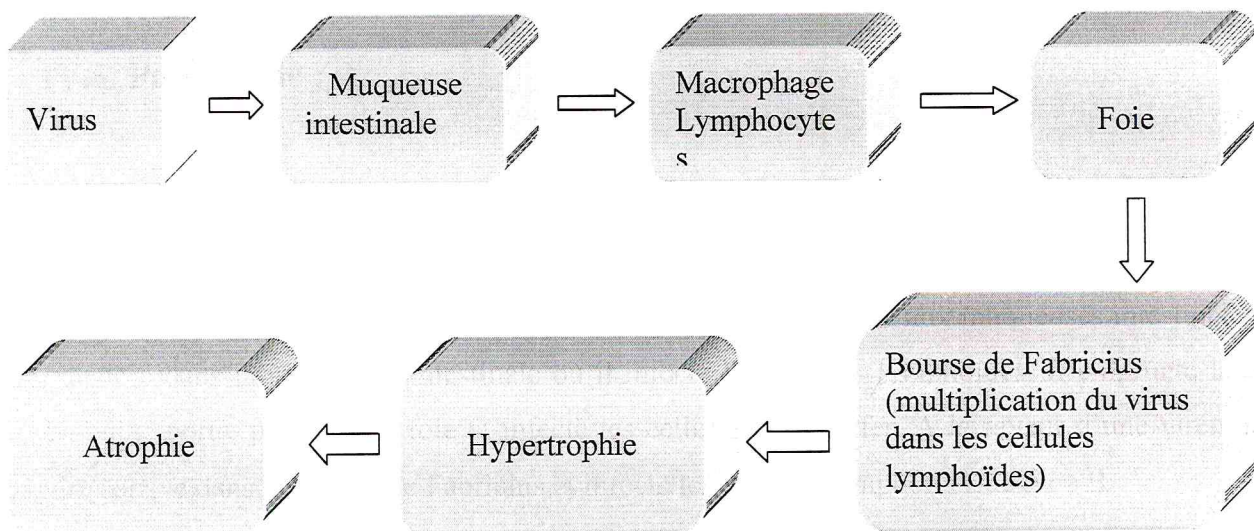 Virus
Muqueuse
intestinale
Macrophage
Lymphocyte
s
Foie
Bourse de Fabricius
(multiplication du virus
dans les cellules
lymphoïdes)
Hypertrophie
Atrophie